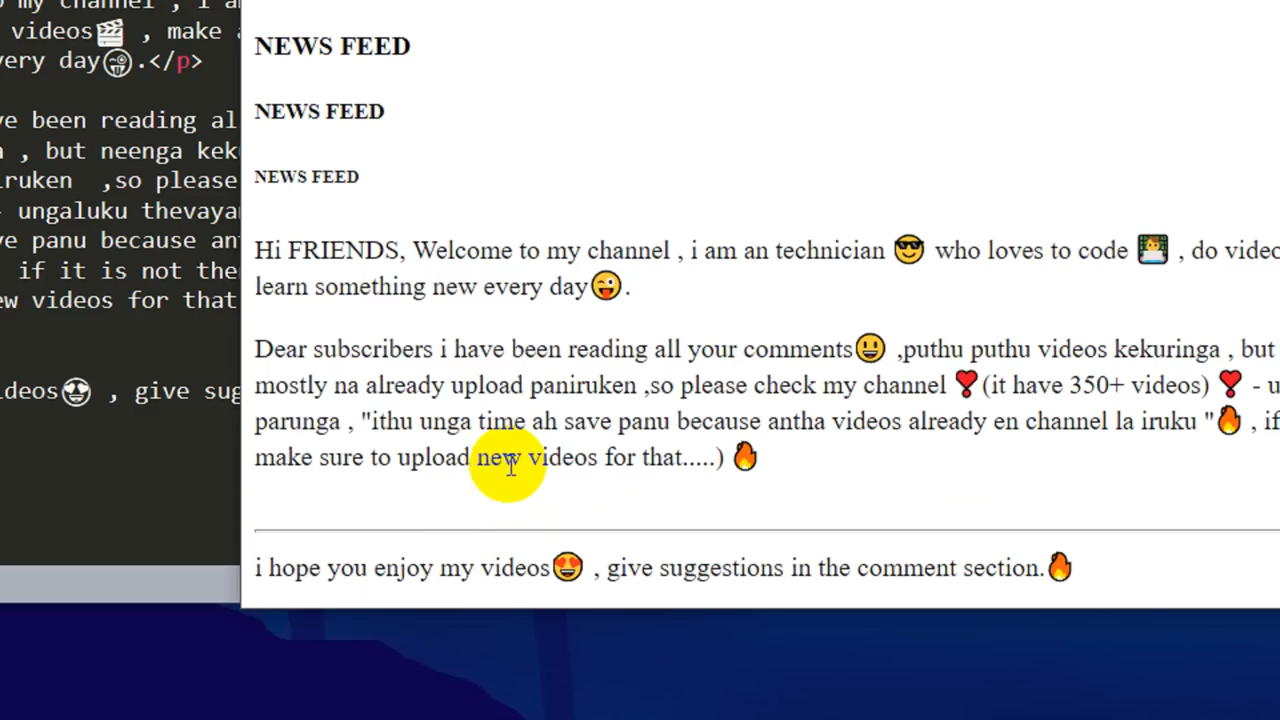 o my channel , i a
videos🎬 , make a
very day😜.</p>
NEWS FEED
NEWS FEED
NEWS FEED
ve been reading al
, but neenga kek
iruken ,so please
- ungaluku thevaya
ve panu because an
if it is not the
ew videos for that
ideos😍 , give sug
Hi FRIENDS, Welcome to my channel , i am an technician 😎 who loves to code 👨‍💻 , do video
learn something new every day😜.
Dear subscribers i have been reading all your comments😃 ,puthu puthu videos kekuringa , but
mostly na already upload paniruken ,so please check my channel ❣(it have 350+ videos) ❣ - u
parunga , "ithu unga time ah save panu because antha videos already en channel la iruku "🔥 , if
make sure to upload new videos for that.....) 🔥
i hope you enjoy my videos😍 , give suggestions in the comment section.🔥